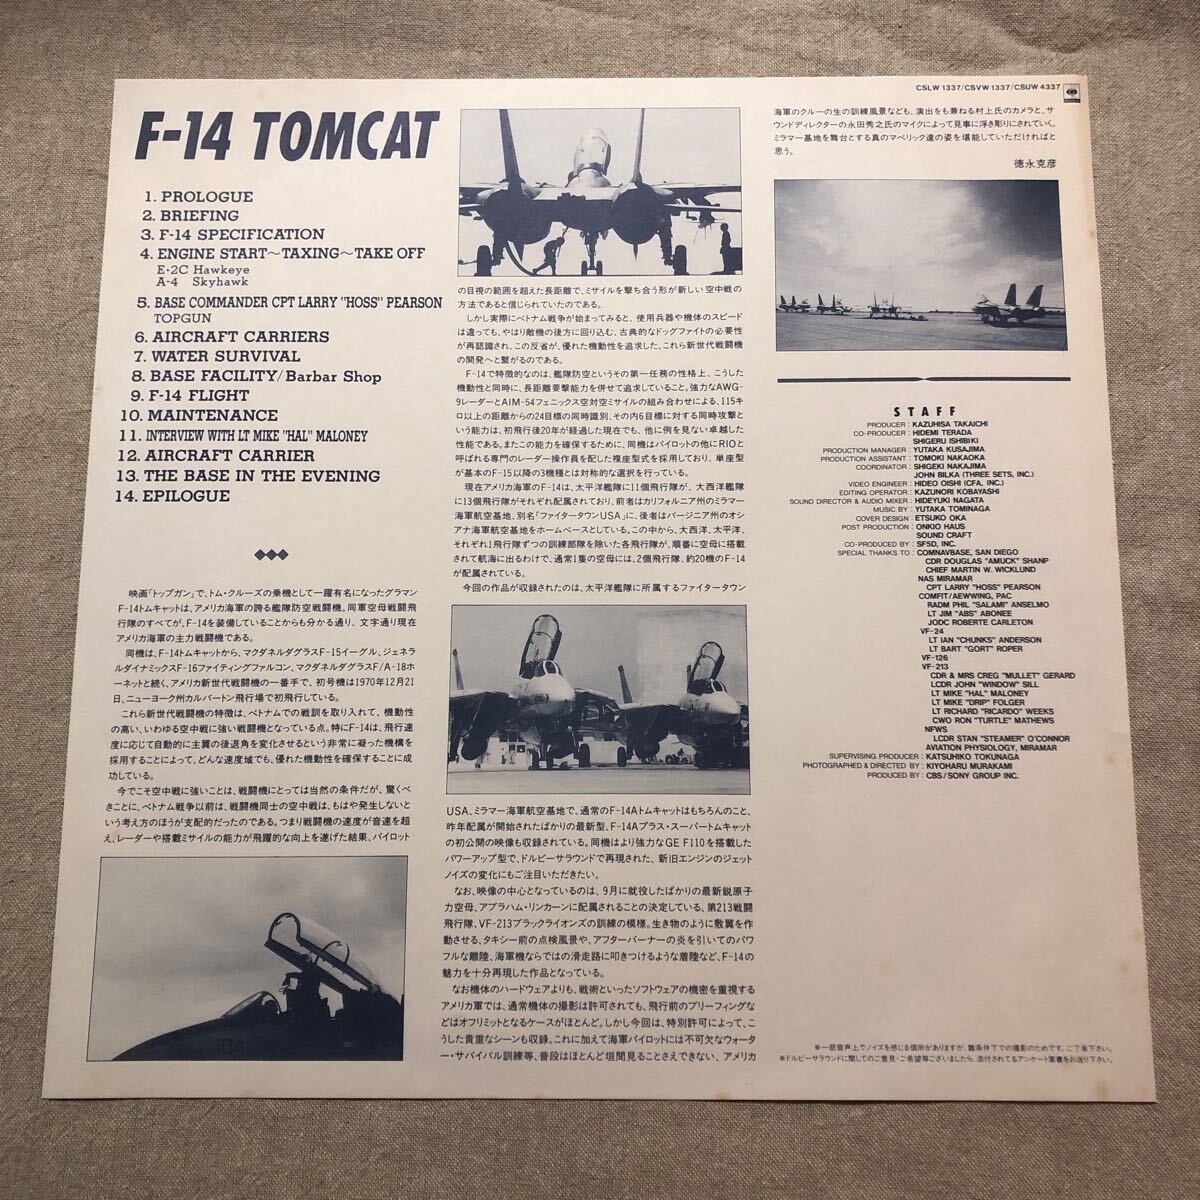 CSLW 1337/CSVW 1337/CSUW 4337
F-14 TOMCAT
1. PROLOGUE
2. BRIEFING
3. F-14 SPECIFICATION
4. ENGINE START〜TAXING〜TAKE OFF
E-2C Hawkeye
A-4 Skyhawk
5. BASE COMMANDER CPT LARRY "HOSS" PEARSON
TOPGUN
6. AIRCRAFT CARRIERS
7. WATER SURVIVAL
8. BASE FACILITY/Barbar Shop
9. F-14 FLIGHT
10. MAINTENANCE
11. INTERVIEW WITH LT MIKE "HAL" MALONEY
12. AIRCRAFT CARRIER
13. THE BASE IN THE EVENING
14. EPILOGUE
映画「トップガン」で、トム・クルーズの乗機として一躍有名になったグラマン
F-14トムキャットは、アメリカ海軍の誇る艦隊防空戦闘機。同軍空母戦闘飛
行隊のすべてが、F-14を装備していることからも分かる通り、文字通り現在
アメリカ海軍の主力戦闘機である。
同機は、F-14トムキャットから、マクダネルダグラスF-15イーグル、ジェネラ
ルダイナミックスF-16ファイティングファルコン、マクダネルダグラスF/A-18ホ
ーネットと続く、アメリカ新世代戦闘機の一番手で、初号機は1970年12月21
日、ニューヨーク州カルバートン飛行場で初飛行している。
これら新世代戦闘機の特徴は、ベトナムでの戦訓を取り入れて、機動性
の高い、いわゆる空中戦に強い戦闘機となっている点。特にF-14は、飛行速
度に応じて自動的に主翼の後退角を変化させるという非常に凝った機構を
採用することによって、どんな速度域でも、優れた機動性を確保することに成
功している。
今でこそ空中戦に強いことは、戦闘機にとっては当然の条件だが、驚くべ
きことに、ベトナム戦争以前は、戦闘機同士の空中戦は、もはや発生しないと
いう考え方のほうが支配的だったのである。つまり戦闘機の速度が音速を超
え、レーダーや搭載ミサイルの能力が飛躍的な向上を遂げた結果、パイロット
の目視の範囲を超えた長距離で、ミサイルを撃ち合う形が新しい空中戦の
方法であると信じられていたのである。
しかし実際にベトナム戦争が始まってみると、使用兵器や機体のスピード
は違っても、やはり敵機の後方に回り込む、古典的なドッグファイトの必要性
が再認識され、この反省が、優れた機動性を追求した、これら新世代戦闘機
の開発へと繋がるのである。
F-14で特徴的なのは、艦隊防空というその第一任務の性格上、こうした
機動性と同時に、長距離要撃能力を併せて追求していること。強力なAWG-
9レーダーとAIM-54フェニックス空対空ミサイルの組み合わせによる、115キ
ロ以上の距離からの24目標の同時識別、その内6目標に対する同時攻撃と
いう能力は、初飛行後20年が経過した現在でも、他に例を見ない卓越した
性能である。またこの能力を確保するために、同機はパイロットの他にRIOと
呼ばれる専門のレーダー操作員を配した複座型式を採用しており、単座型
が基本のF-15以降の3機種とは対称的な選択を行っている。
現在アメリカ海軍のF-14は、太平洋艦隊に11個飛行隊が、大西洋艦隊
に13個飛行隊がそれぞれ配属されており、前者はカリフォルニア州のミラマー
海軍航空基地、別名「ファイタータウンUSA」に、後者はバージニア州のオシ
アナ海軍航空基地をホームベースとしている。この中から、大西洋、太平洋、
それぞれ1飛行隊ずつの訓練部隊を除いた各飛行隊が、順番に空母に搭載
されて航海に出るわけで、通常1隻の空母には、2個飛行隊、約20機のF-14
が配属されている。
今回の作品が収録されたのは、太平洋艦隊に所属するファイタータウン
USA、ミラマー海軍航空基地で、通常のF-14Aトムキャットはもちろんのこと、
昨年配属が開始されたばかりの最新型、F-14Aプラス・スーパートムキャット
の初公開の映像も収録されている。同機はより強力なGE F110を搭載した
パワーアップ型で、ドルビーサラウンドで再現された、新旧エンジンのジェット
ノイズの変化にもご注目いただきたい。
なお、映像の中心となっているのは、9月に就役したばかりの最新鋭原子
力空母、アブラハム・リンカーンに配属されることの決定している、第213戦闘
飛行隊、VF-213ブラックライオンズの訓練の模様。生き物のように敷翼を作
動させる、タキシー前の点検風景や、アフターバーナーの炎を引いてのパワ
フルな離陸、海軍機ならではの滑走路に叩きつけるような着陸など、F-14の
魅力を十分再現した作品となっている。
なお機体のハードウェアよりも、戦術といったソフトウェアの機密を重視する
アメリカ軍では、通常機体の撮影は許可されても、飛行前のブリーフィングな
どはオフリミットとなるケースがほとんど。しかし今回は、特別許可によって、こ
うした貴重なシーンも収録。これに加えて海軍パイロットには不可欠なウォータ
ー・サバイバル訓練等、普段はほとんど垣間見ることさえできない、アメリカ
海軍のクルーの生の訓練風景なども、演出をも兼ねる村上氏のカメラと、サ
ウンドディレクターの永田秀之氏のマイクによって見事に浮き彫りにされていく。
ミラマー基地を舞台とする真のマベリック達の姿を堪能していただければと
思う。
徳永克彦
STAFF
PRODUCER : KAZUHISA TAKAICHI
CO-PRODUCER : HIDEMI TERADA
SHIGERU ISHIBIKI
PRODUCTION MANAGER : YUTAKA KUSAJIMA
PRODUCTION ASSISTANT : TOMOKI NAKAOKA
COORDINATOR : SHIGEKI NAKAJIMA
JOHN BILKA (THREE SETS, INC.)
VIDEO ENGINEER : HIDEO OISHI (CFA, INC.)
EDITING OPERATOR : KAZUNORI KOBAYASHI
SOUND DIRECTOR & AUDIO MIXER : HIDEYUKI NAGATA
MUSIC BY : YUTAKA TOMINAGA
COVER DESIGN : ETSUKO OKA
POST PRODUCTION : ONKIO HAUS
SOUND CRAFT
CO-PRODUCED BY : SF5D, INC.
SPECIAL THANKS TO : COMNAVBASE, SAN DIEGO
CDR DOUGLAS "AMUCK" SHANP
CHIEF MARTIN W. WICKLUND
NAS MIRAMAR
CPT LARRY "HOSS" PEARSON
COMFIT/AEWWING, PAC
RADM PHIL "SALAMI" ANSELMO
LT JIM "ABS" ABONEE
JODC ROBERTE CARLETON
VF-24
LT IAN "CHUNKS" ANDERSON
LT BART "GORT" ROPER
VF-126
VF-213
CDR & MRS CREG "MULLET" GERARD
LCDR JOHN "WINDOW" SILL
LT MIKE "HAL" MALONEY
LT MIKE "DRIP" FOLGER
LT RICHARD "RICARDO" WEEKS
CWO RON "TURTLE" MATHEWS
NFWS
LCDR STAN "STEAMER" O'CONNOR
AVIATION PHYSIOLOGY, MIRAMAR
SUPERVISING PRODUCER : KATSUHIKO TOKUNAGA
PHOTOGRAPHED & DIRECTED BY : KIYOHARU MURAKAMI
PRODUCED BY : CBS/SONY GROUP INC.
※一部音声上でノイズを感じる個所がありますが、難条件下での撮影のためです。ご了承下さい。
※ドルビーサラウンドに関してのご意見・ご希望等ございましたら、添付されてるアンケート葉書をお送り下さい。